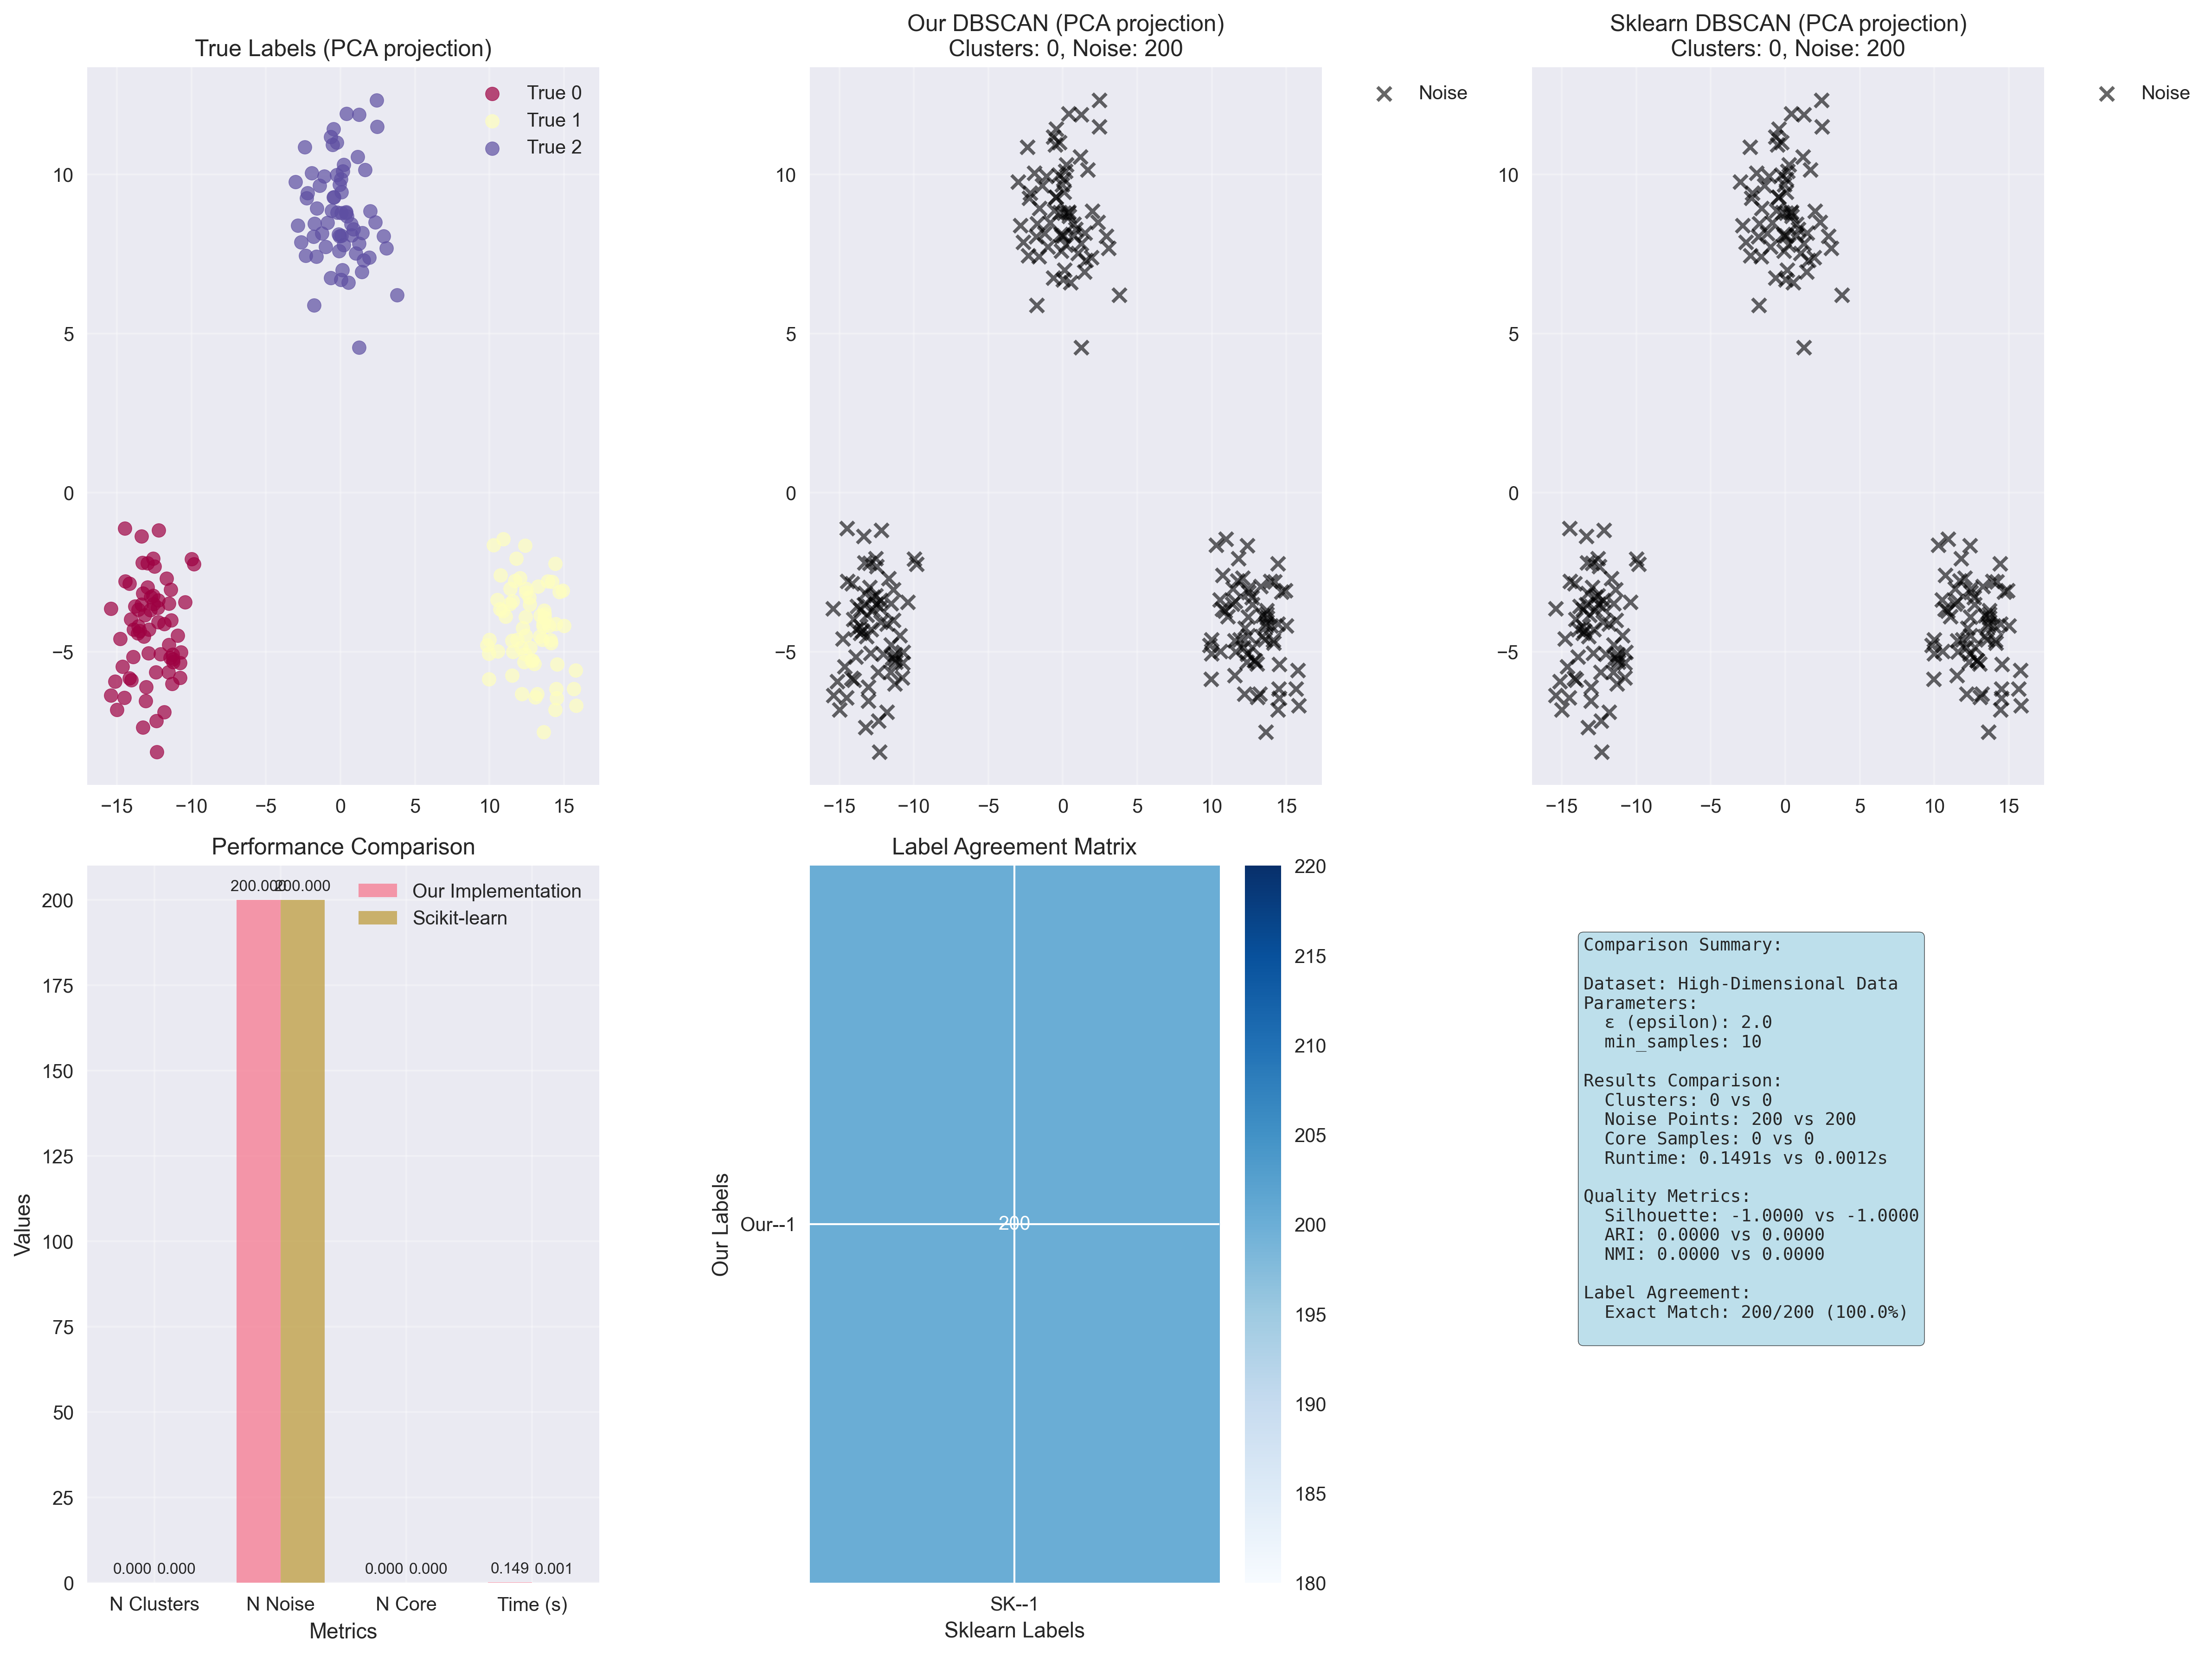 True Labels (PCA projection)
True 0
True 1
True 2
10
5
0
−5
−15
−10
−5
0
5
10
15
Our DBSCAN (PCA projection)
Clusters: 0, Noise: 200
Noise
10
5
0
−5
−15
−10
−5
0
5
10
15
Sklearn DBSCAN (PCA projection)
Clusters: 0, Noise: 200
Noise
10
5
0
−5
−15
−10
−5
0
5
10
15
Performance Comparison
Our Implementation
Scikit-learn
200.000
200.000
0.000
0.000
0.000
0.000
0.149
0.001
200
175
150
125
100
75
50
25
0
Values
N Clusters
N Noise
N Core
Time (s)
Metrics
Label Agreement Matrix
Our Labels
Our--1
200
SK--1
Sklearn Labels
220
215
210
205
200
195
190
185
180
Comparison Summary:
Dataset: High-Dimensional Data
Parameters:
ε (epsilon): 2.0
min_samples: 10
Results Comparison:
Clusters: 0 vs 0
Noise Points: 200 vs 200
Core Samples: 0 vs 0
Runtime: 0.1491s vs 0.0012s
Quality Metrics:
Silhouette: -1.0000 vs -1.0000
ARI: 0.0000 vs 0.0000
NMI: 0.0000 vs 0.0000
Label Agreement:
Exact Match: 200/200 (100.0%)